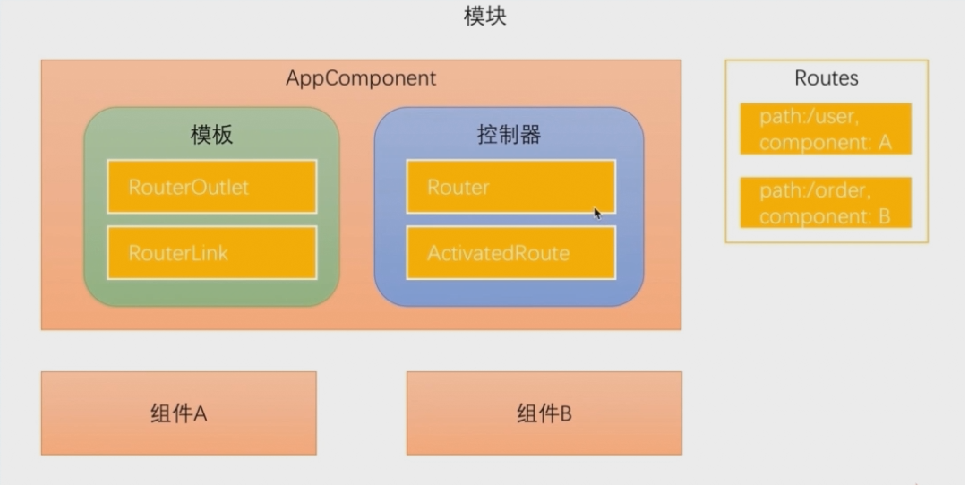 模块
AppComponent
模板
RouterOutlet
RouterLink
控制器
Router
ActivatedRoute
Routes
path:/user,
component: A
path:/order,
component: B
组件A
组件B